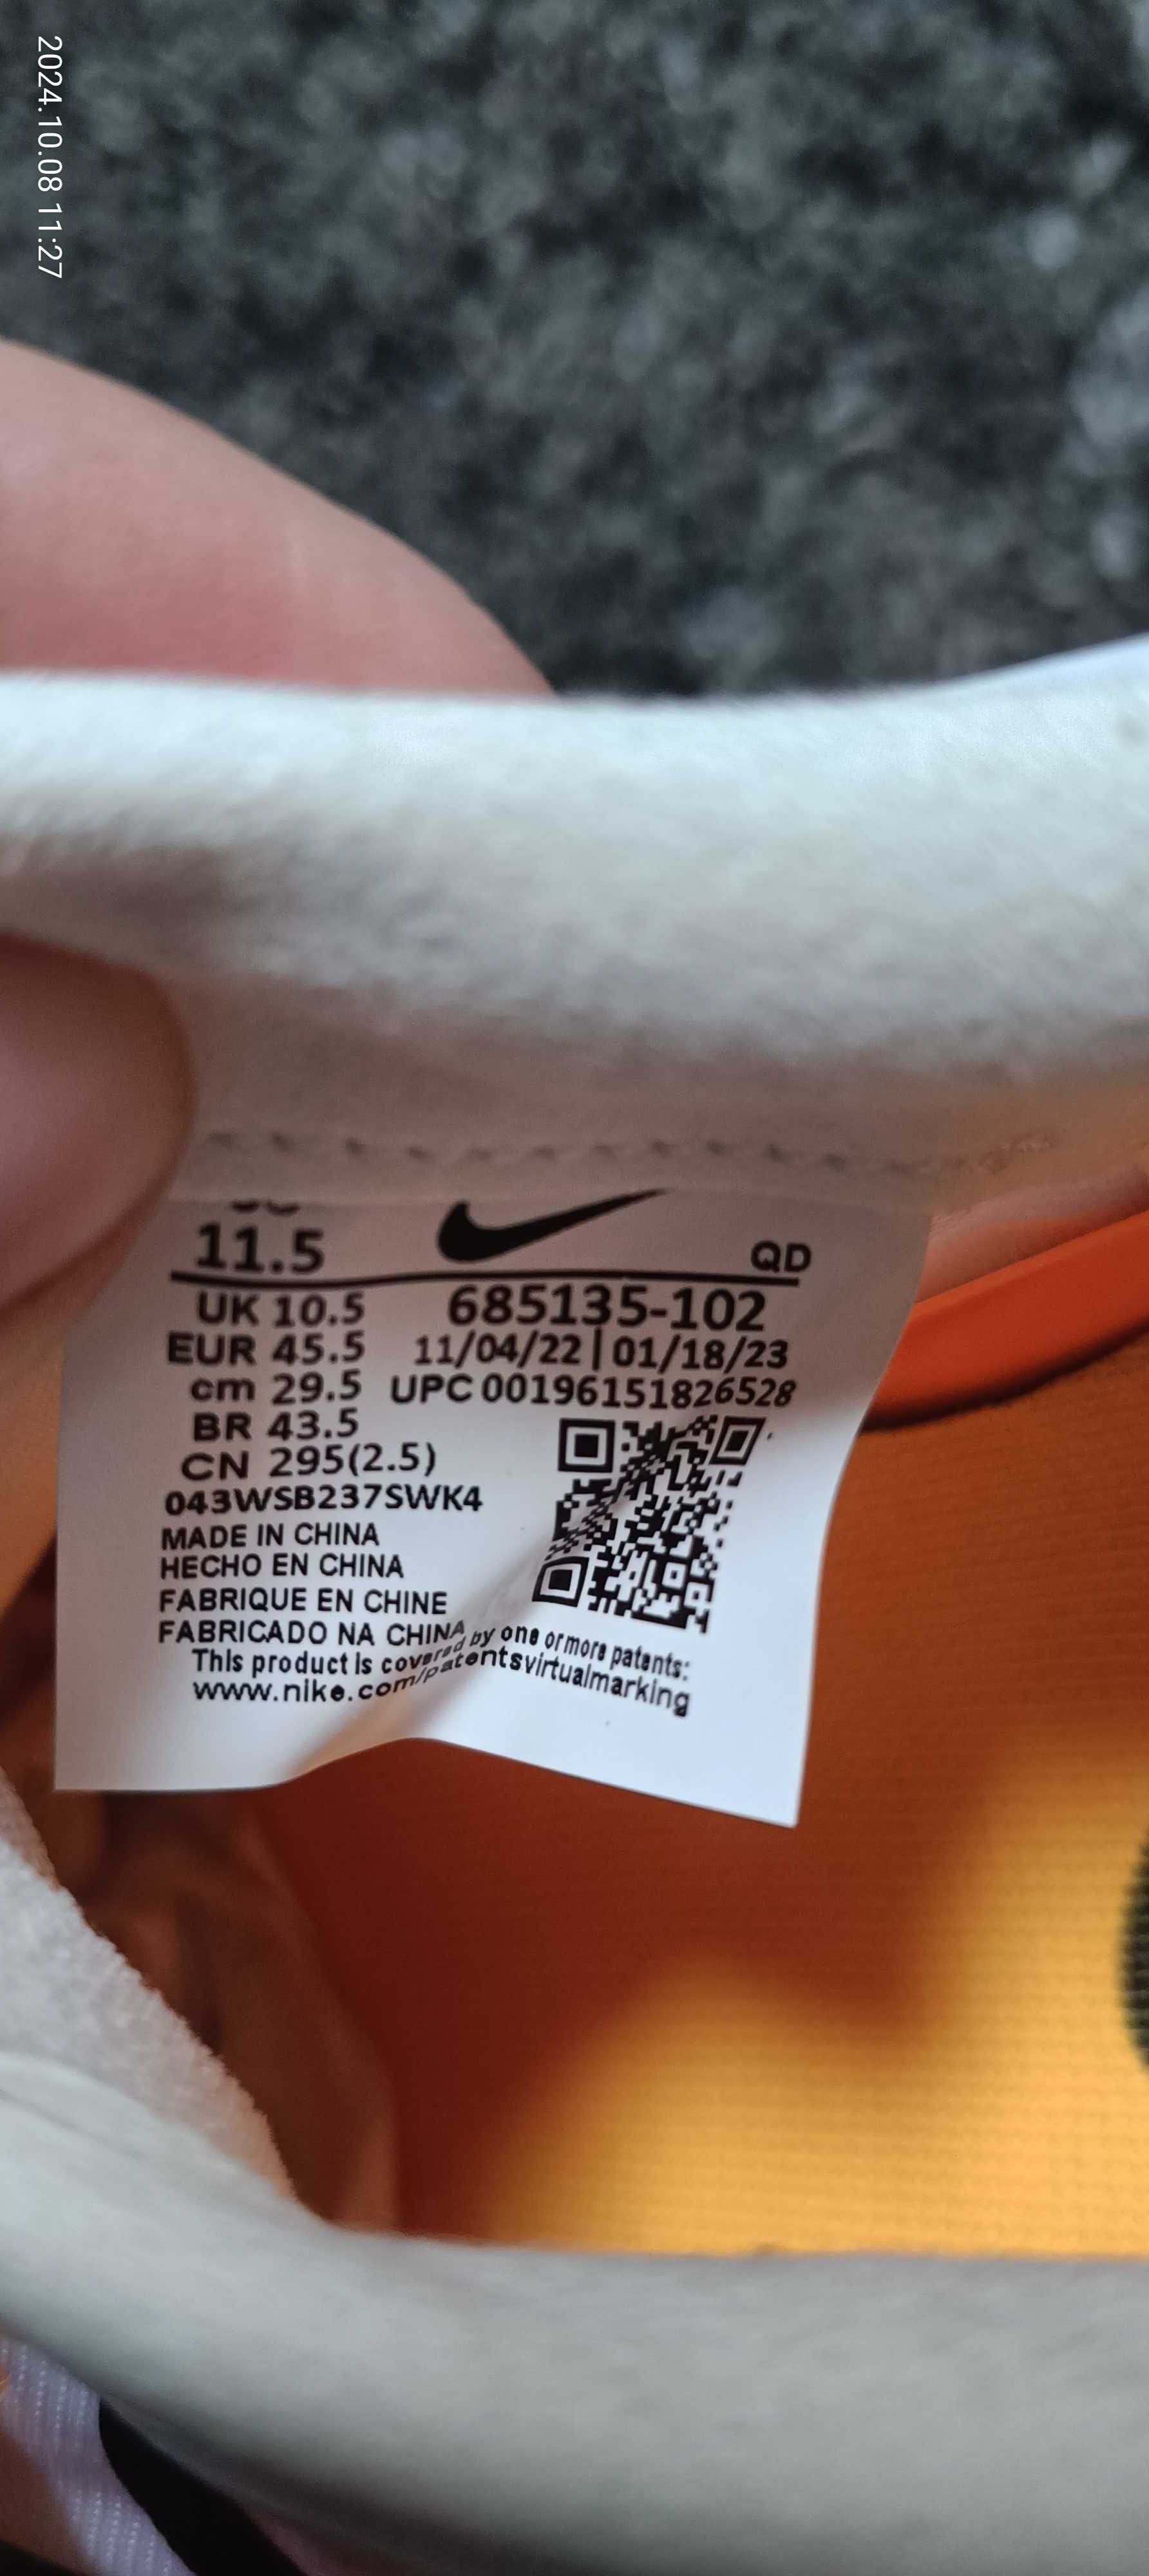 2024.10.08 11:27
11.5
QD
UK 10.5 685135-102
EUR 45.5 11/04/22 | 01/18/23
cm 29.5 UPC 00196151826528
BR 43.5
CN 295(2.5)
043WSB237SWK4
MADE IN CHINA
HECHO EN CHINA
FABRIQUE EN CHINE
FABRICADO NA CHINA
This product is covered by one or more patents:
www.nike.com/patentsvirtualmarking